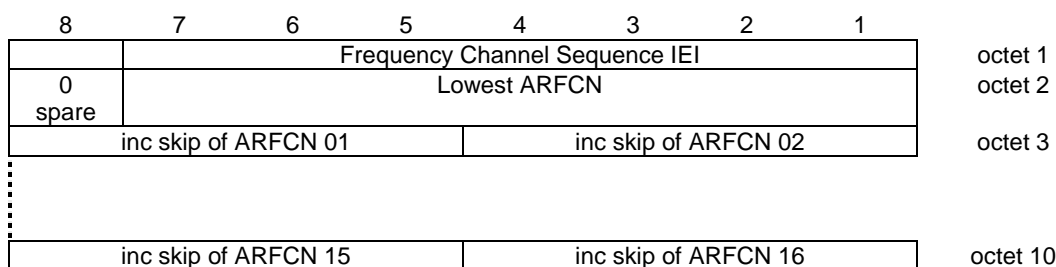 8 7 6 5 4 3 2 1
Frequency Channel Sequence IEI octet 1
0 Lowest ARFCN octet 2
spare
inc skip of ARFCN 01 inc skip of ARFCN 02 octet 3
inc skip of ARFCN 15 inc skip of ARFCN 16 octet 10